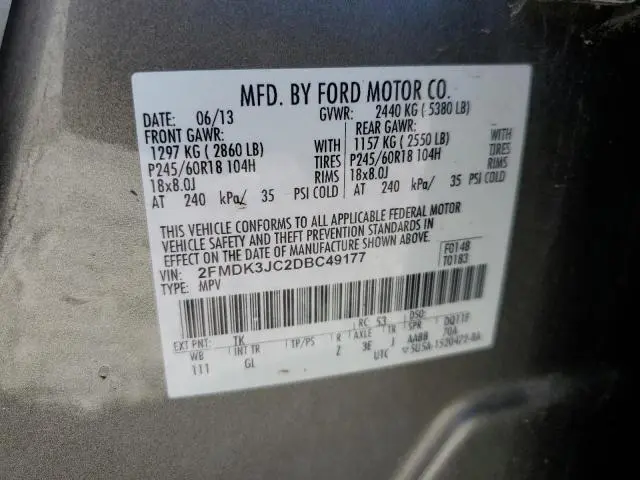 MFD. BY FORD MOTOR CO.
DATE: 06/13 GVWR: 2440 KG ( 5380 LB)
FRONT GAWR: REAR GAWR:
1297 KG ( 2860 LB) WITH 1157 KG ( 2550 LB) WITH
P245/60R18 104H TIRES P245/60R18 104H TIRES
18x8.0J RIMS 18x8.0J RIMS
AT 240 kPa/ 35 PSI COLD AT 240 kPa/ 35 PSI COLD
THIS VEHICLE CONFORMS TO ALL APPLICABLE FEDERAL MOTOR
VEHICLE SAFETY AND THEFT PREVENTION STANDARDS IN
EFFECT ON THE DATE OF MANUFACTURE SHOWN ABOVE.
VIN: 2FMDK3JC2DBC49177 F0148
TYPE: MPV T0183
EXT PNT: TK RC: 53 DSO:
WB INT TR TP/PS R AXLE TR SPR
111 GL 2 3E J AABB
UTC